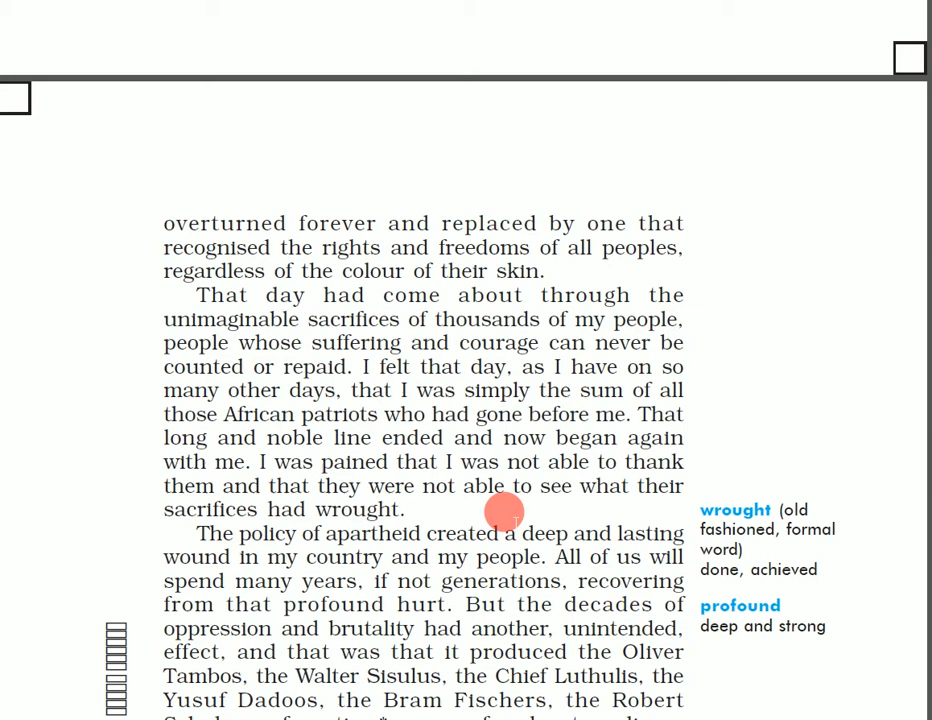 overturned forever and replaced by one that
recognised the rights and freedoms of all peoples,
regardless of the colour of their skin.
That day had come about through the
unimaginable sacrifices of thousands of my people,
people whose suffering and courage can never be
counted or repaid. I felt that day, as I have on so
many other days, that I was simply the sum of all
those African patriots who had gone before me. That
long and noble line ended and now began again
with me. I was pained that I was not able to thank
them and that they were not able to see what their
sacrifices had wrought.
The policy of apartheid created a deep and lasting
wound in my country and my people. All of us will
spend many years, if not generations, recovering
from that profound hurt. But the decades of
oppression and brutality had another, unintended,
effect, and that was that it produced the Oliver
Tambos, the Walter Sisulus, the Chief Luthulis, the
Yusuf Dadoos, the Bram Fischers, the Robert
wrought (old
fashioned, formal
word)
done, achieved
profound
deep and strong